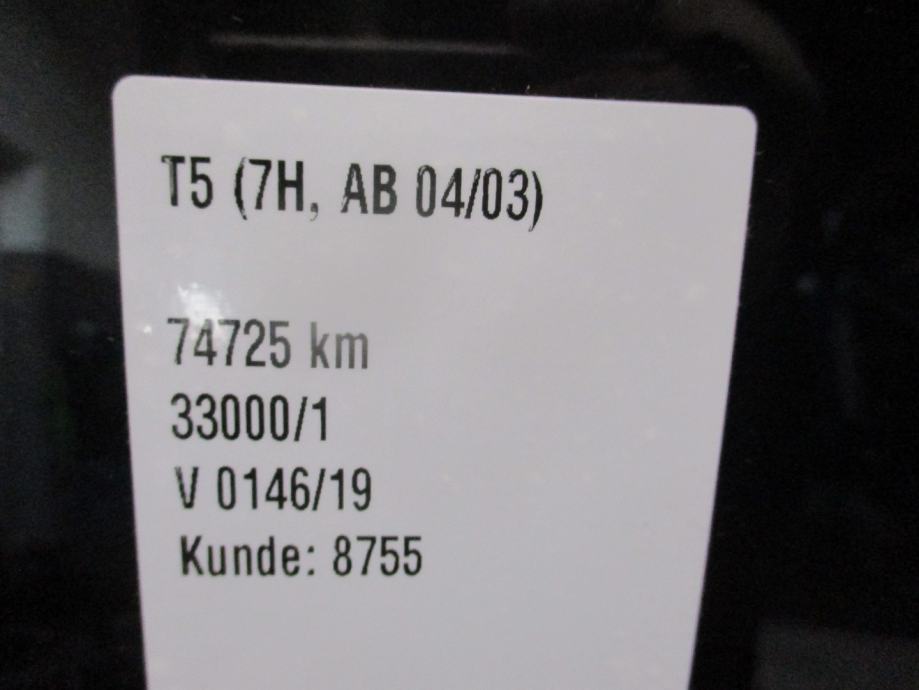 T5 (7H, AB 04/03)
74725 km
33000/1
V 0146/19
Kunde: 8755